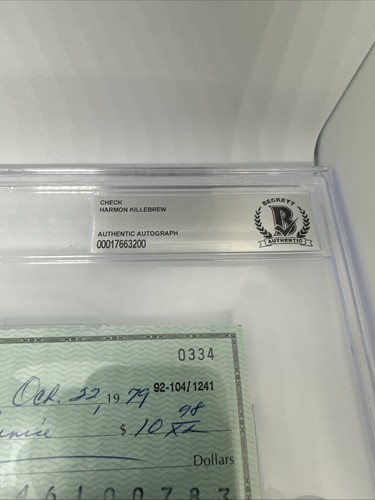 CHECK
HARMON KILLEBREW
AUTHENTIC AUTOGRAPH
00017663200
BECKETT
B
AUTHENTIC
0334
Oct. 22, 1979 92-104/1241
$ 10 98/XX
Dollars
46100783